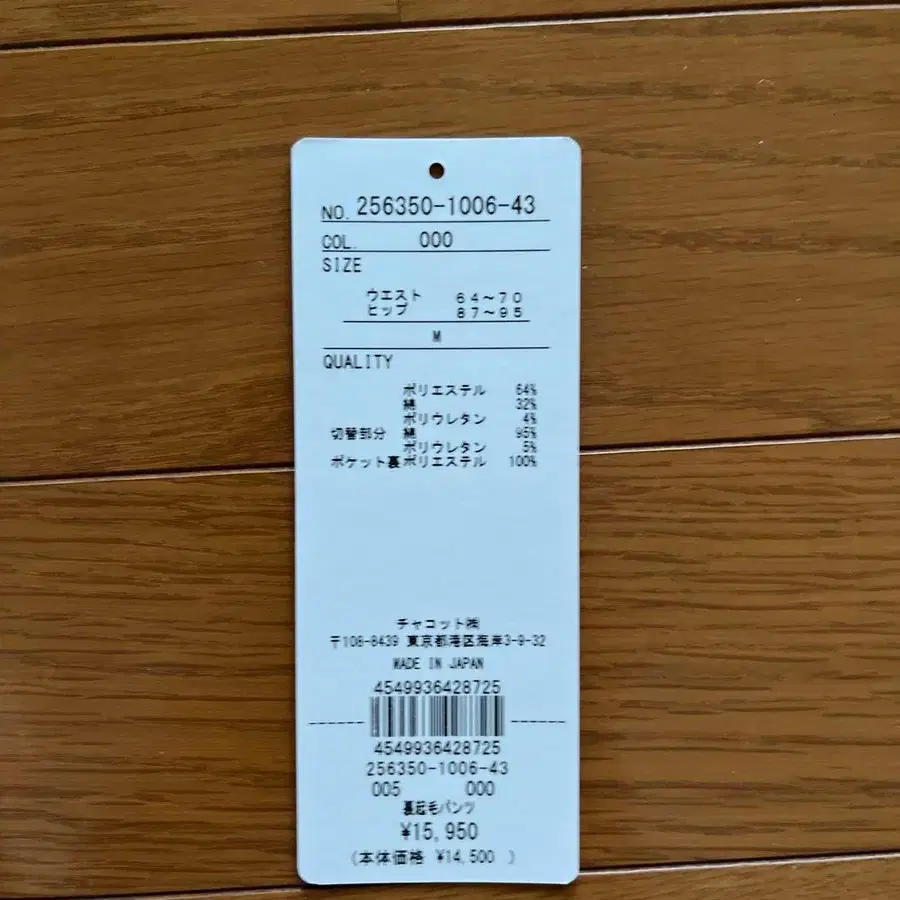 NO. 256350-1006-43
COL. 000
SIZE
ウエスト 64～70
ヒップ 87～95
M
QUALITY
ポリエステル 64%
綿 32%
ポリウレタン 4%
切替部分 綿 95%
ポリウレタン 5%
ポケット裏 ポリエステル 100%
チャコット㈱
〒108-8439 東京都港区海岸3-9-32
MADE IN JAPAN
4549936428725
4549936428725
256350-1006-43
005 000
裏起毛パンツ
¥15,950
(本体価格 ¥14,500 )